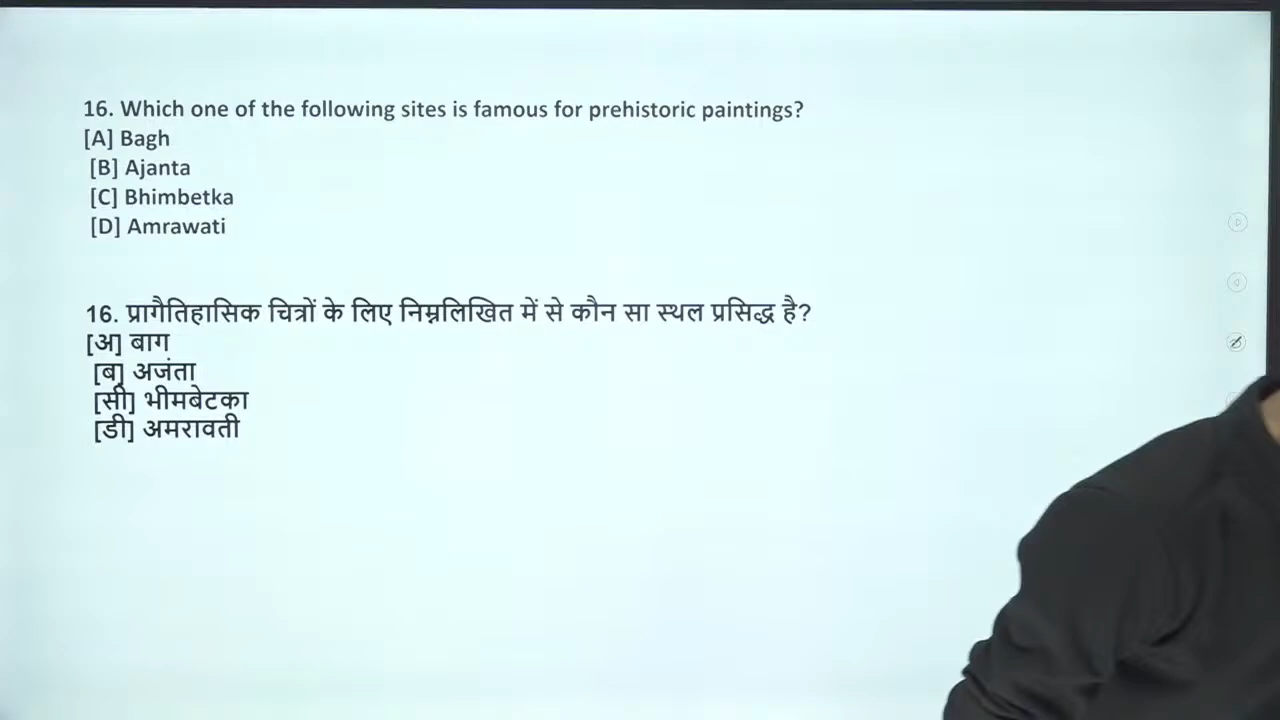 16. Which one of the following sites is famous for prehistoric paintings?
[A] Bagh
[B] Ajanta
[C] Bhimbetka
[D] Amrawati
16. प्रागैतिहासिक चित्रों के लिए निम्नलिखित में से कौन सा स्थल प्रसिद्ध है?
[अ] बाग
[ब] अजंता
[सी] भीमबेटका
[डी] अमरावती